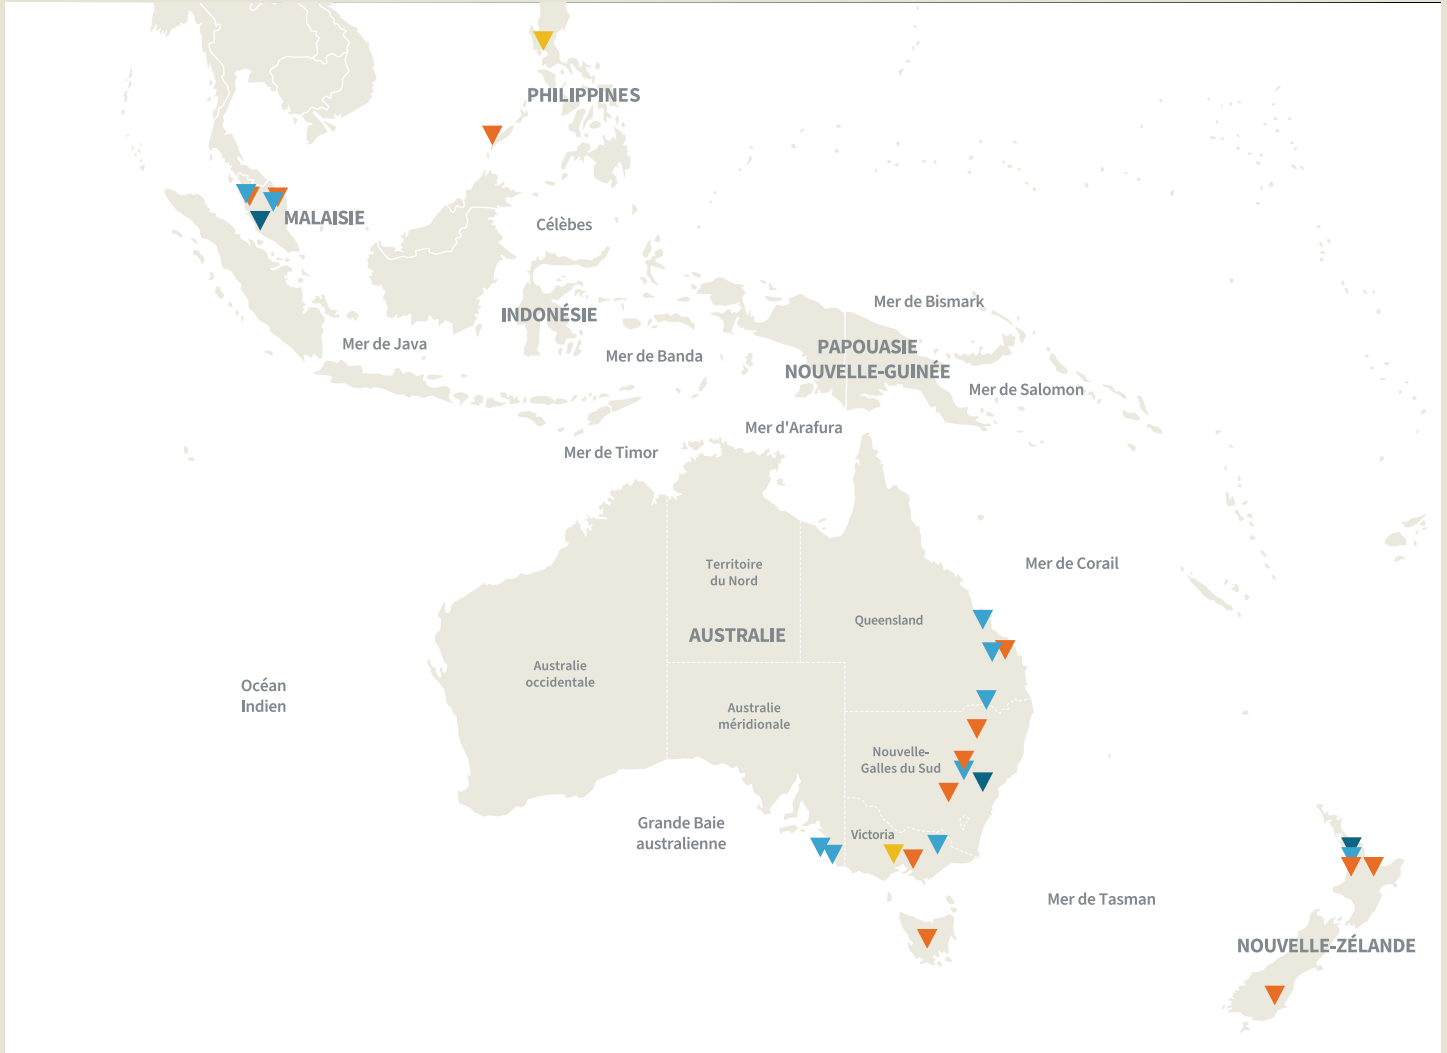 PHILIPPINES
MALAISIE
Célèbes
Mer de Bismark
INDONÉSIE
Mer de Java
PAPOUASIE
NOUVELLE-GUINÉE
Mer de Banda
Mer de Salomon
Mer d'Arafura
Mer de Timor
Mer de Corail
Territoire
du Nord
Queensland
AUSTRALIE
Australie
occidentale
Océan
Indien
Australie
méridionale
Nouvelle-
Galles du Sud
Grande Baie
australienne
Victoria
Mer de Tasman
NOUVELLE-ZÉLANDE